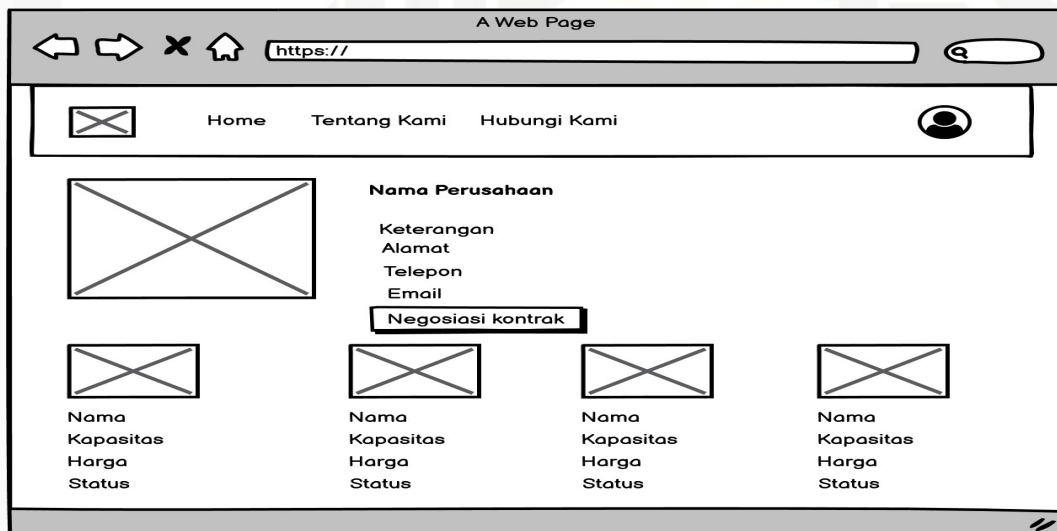 A Web Page
https://
Home Tentang Kami Hubungi Kami
Nama Perusahaan
Keterangan
Alamat
Telepon
Email
Negosiasi kontrak
Nama Nama Nama Nama
Kapasitas Kapasitas Kapasitas Kapasitas
Harga Harga Harga Harga
Status Status Status Status